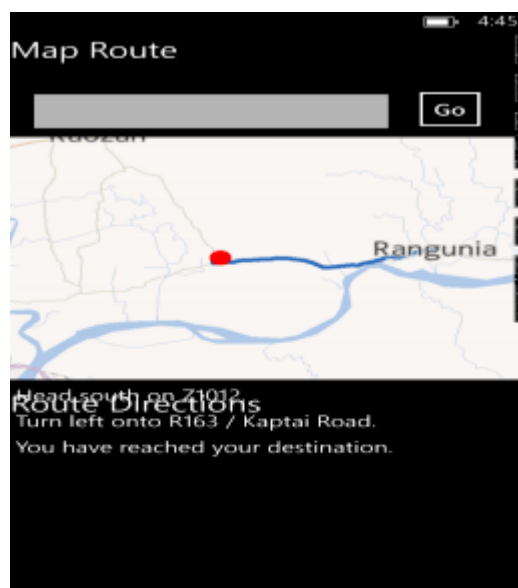 4:45
Map Route
Go
Raozan
Rangunia
Head south on Z1012.
Route Directions
Turn left onto R163 / Kaptai Road.
You have reached your destination.